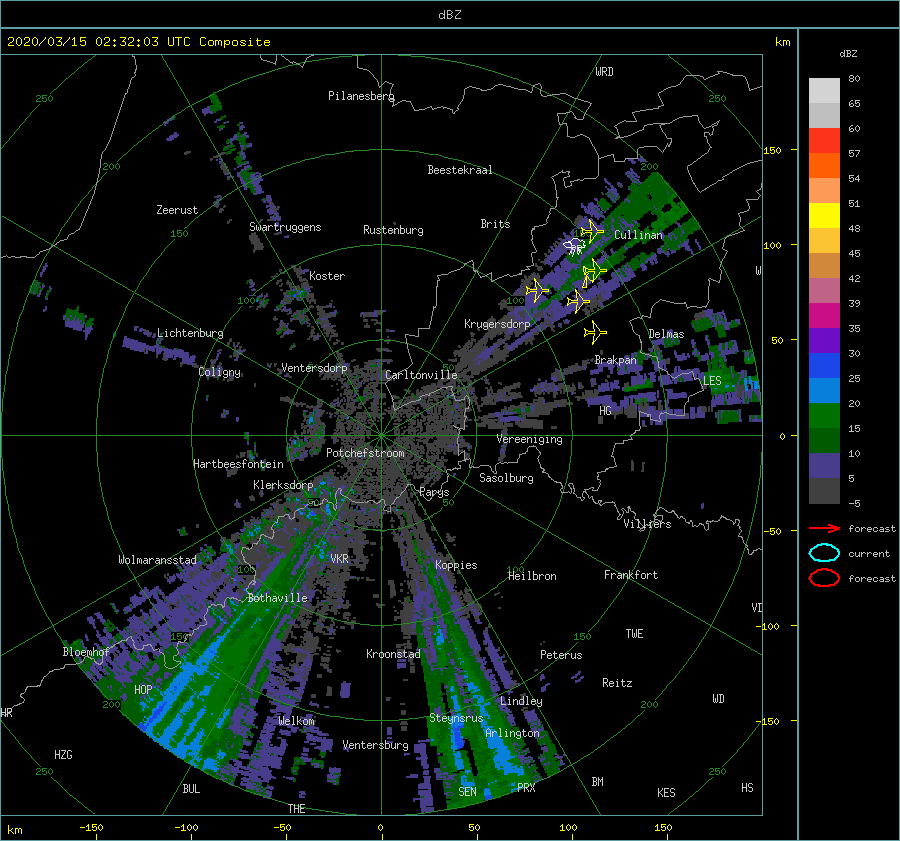 dBZ
2020/03/15 02:32:03 UTC Composite
km
dBZ
WRD
80
250
250
Pilanesberg
65
60
150
57
200
200
Beestekraal
54
Zeerust
51
Swartruggens
Brits
150
Rustenburg
Cullinan
48
100
45
W
Koster
42
100
100
39
Krugersdorp
Lichtenburg
Delmas
35
50
Brakpan
30
Coligny
Ventersdorp
Carltonville
50
LES
25
HG
20
0
Vereeniging
15
Potchefstroom
Hartbeesfontein
10
Sasolburg
5
Klerksdorp
Parys
50
50
-5
Villiers
forecast
-50
Wolmaransstad
VKR
current
Koppies
100
100
Heilbron
Frankfort
forecast
Bothaville
VD
-100
150
150
TWE
Bloemhof
Kroonstad
Peterus
HOP
Reitz
WD
200
Lindley
200
HR
Welkom
Steynsrus
-150
Arlington
Ventersburg
HZG
250
250
BUL
SEN
PRX
BM
KES
HS
THE
km
-150
-100
-50
0
50
100
150